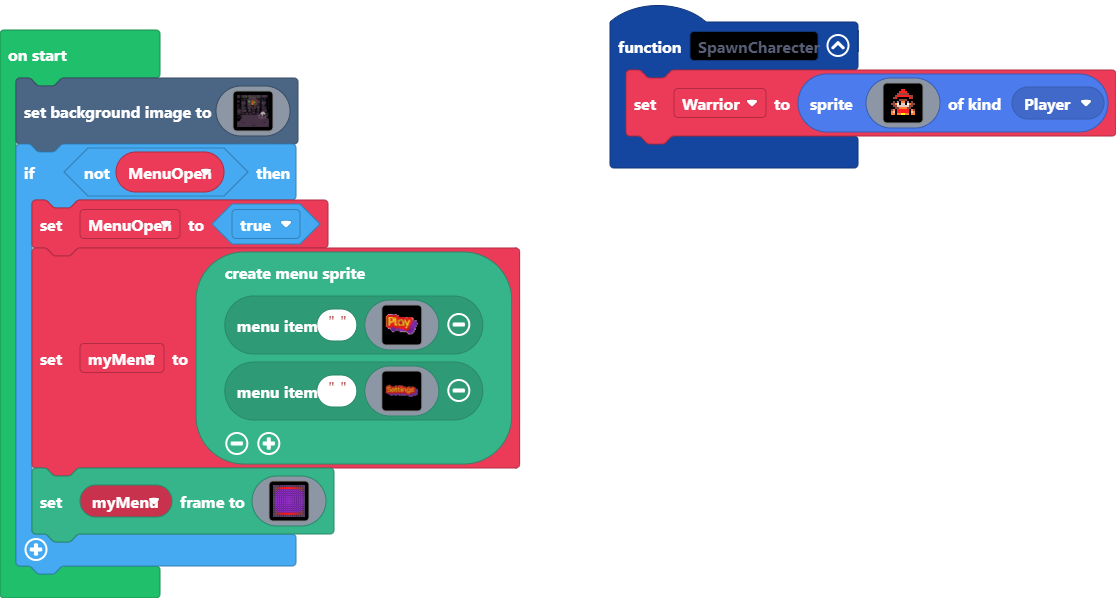 on start
set background image to
if not MenuOpen then
set MenuOpen to true
set myMenu to
create menu sprite
menu item " " Play
menu item " " Settings
set myMenu frame to
function SpawnCharecter
set Warrior to sprite of kind Player